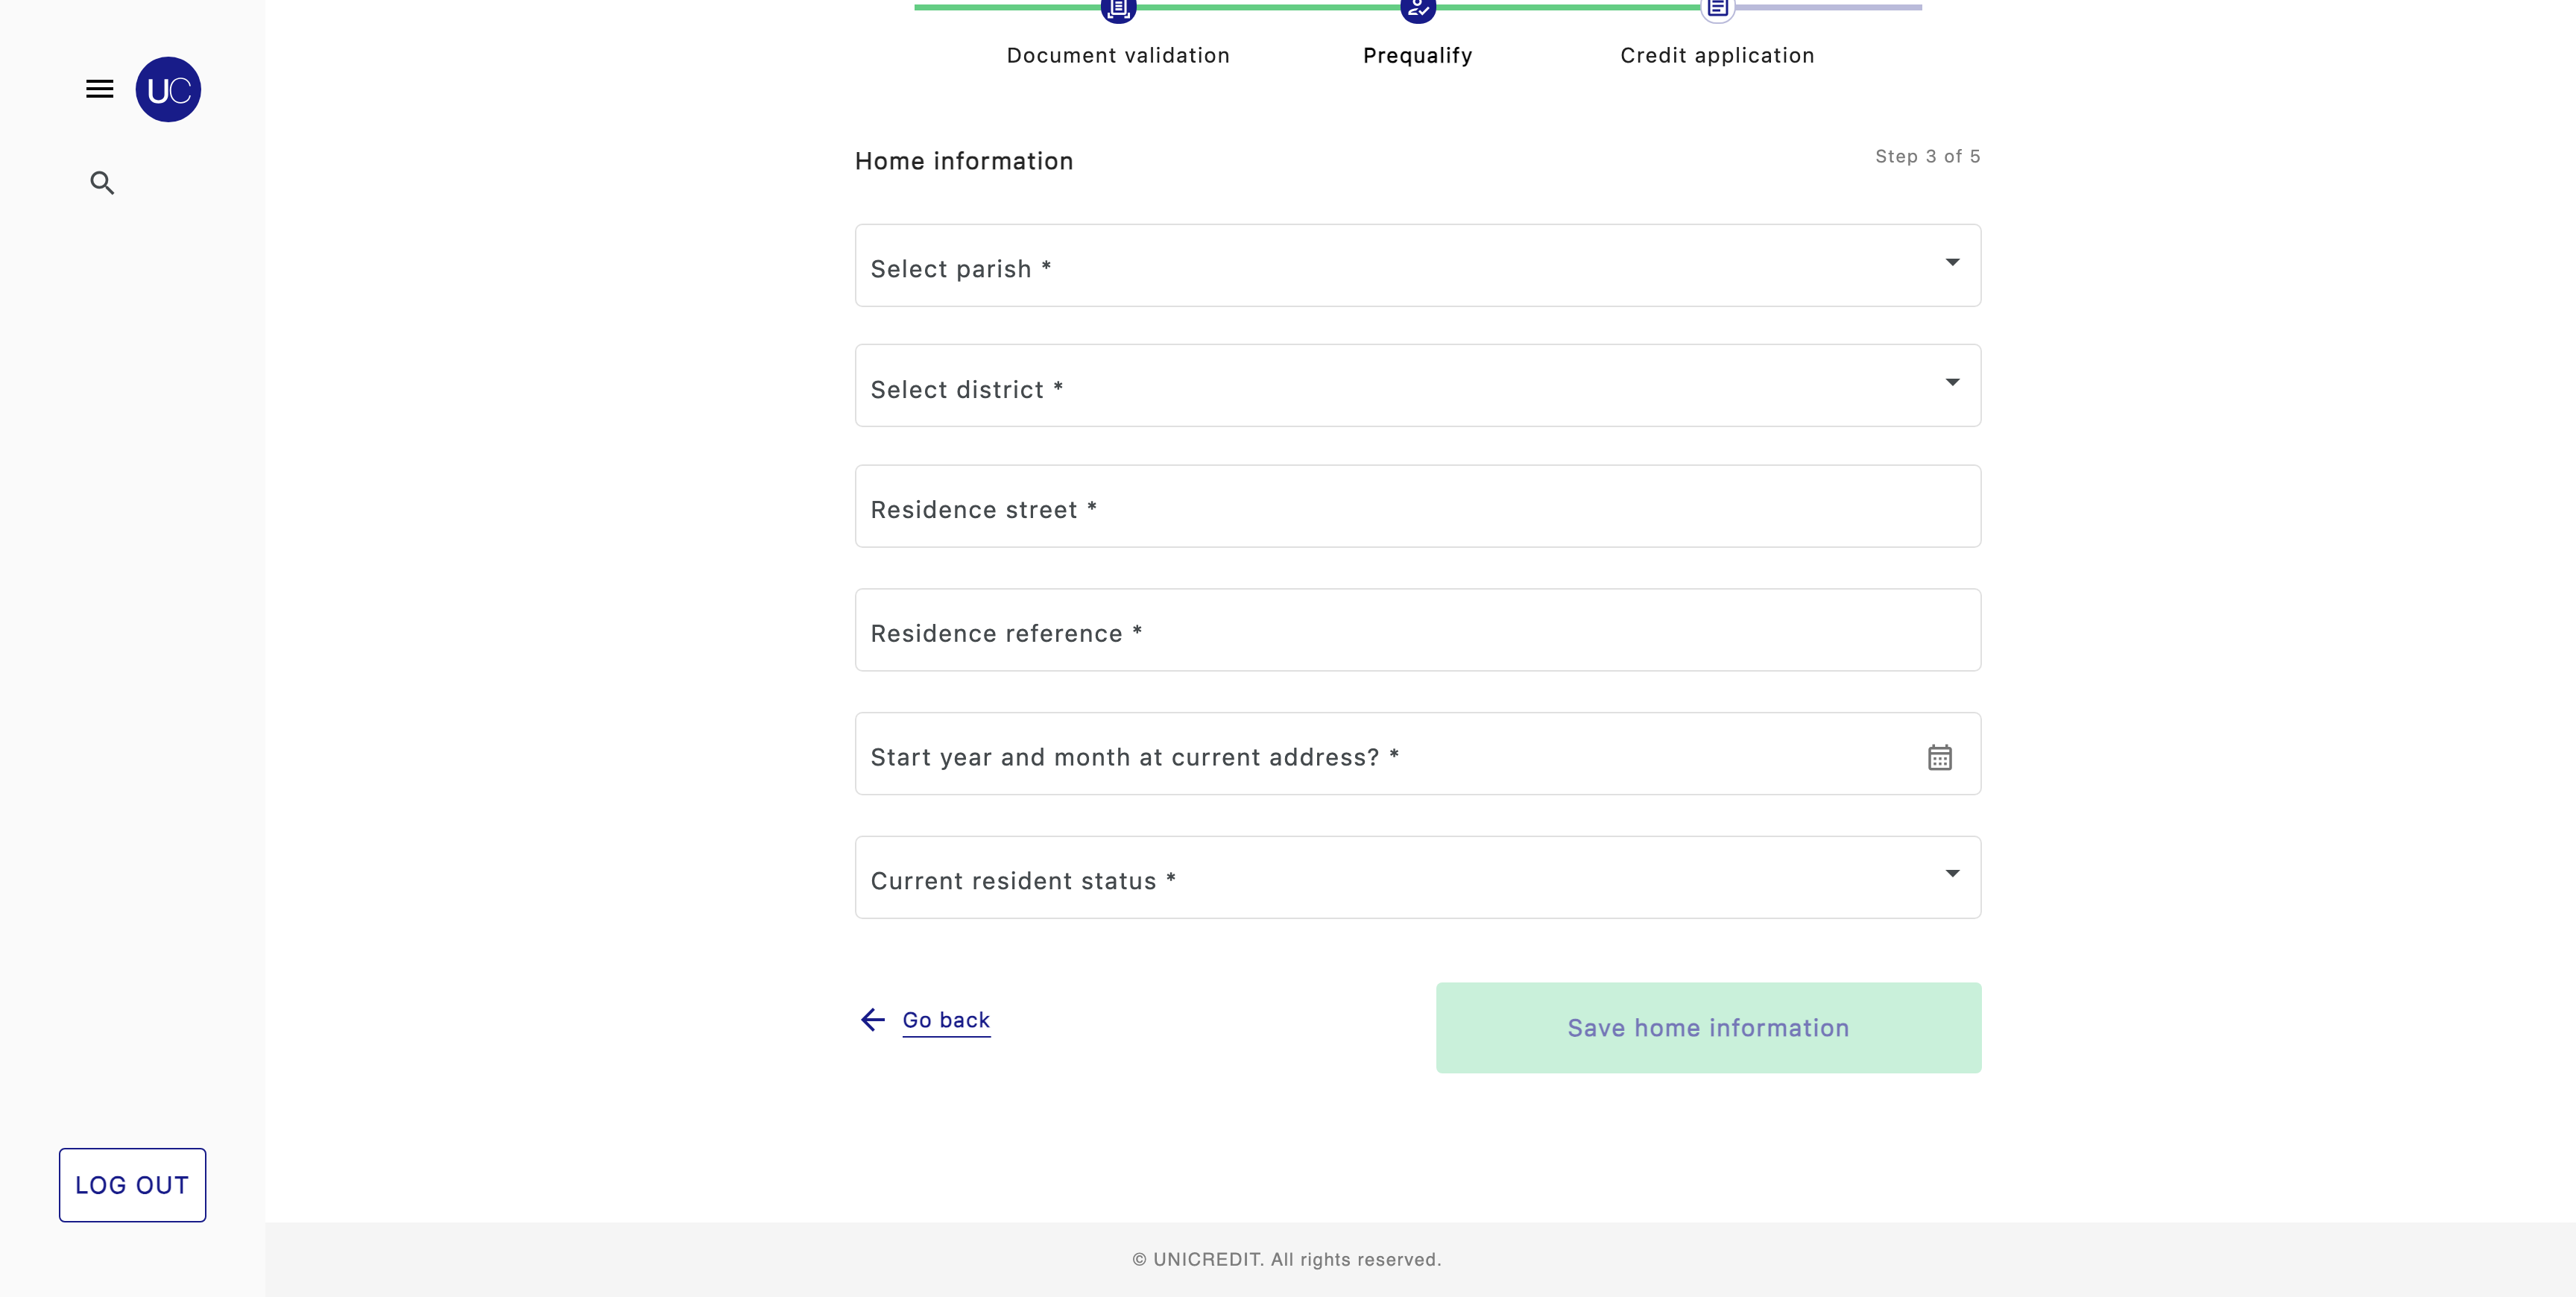 Document validation
Prequalify
Credit application
UC
Home information
Step 3 of 5
Select parish *
Select district *
Residence street *
Residence reference *
Start year and month at current address? *
Current resident status *
Go back
Save home information
LOG OUT
© UNICREDIT. All rights reserved.